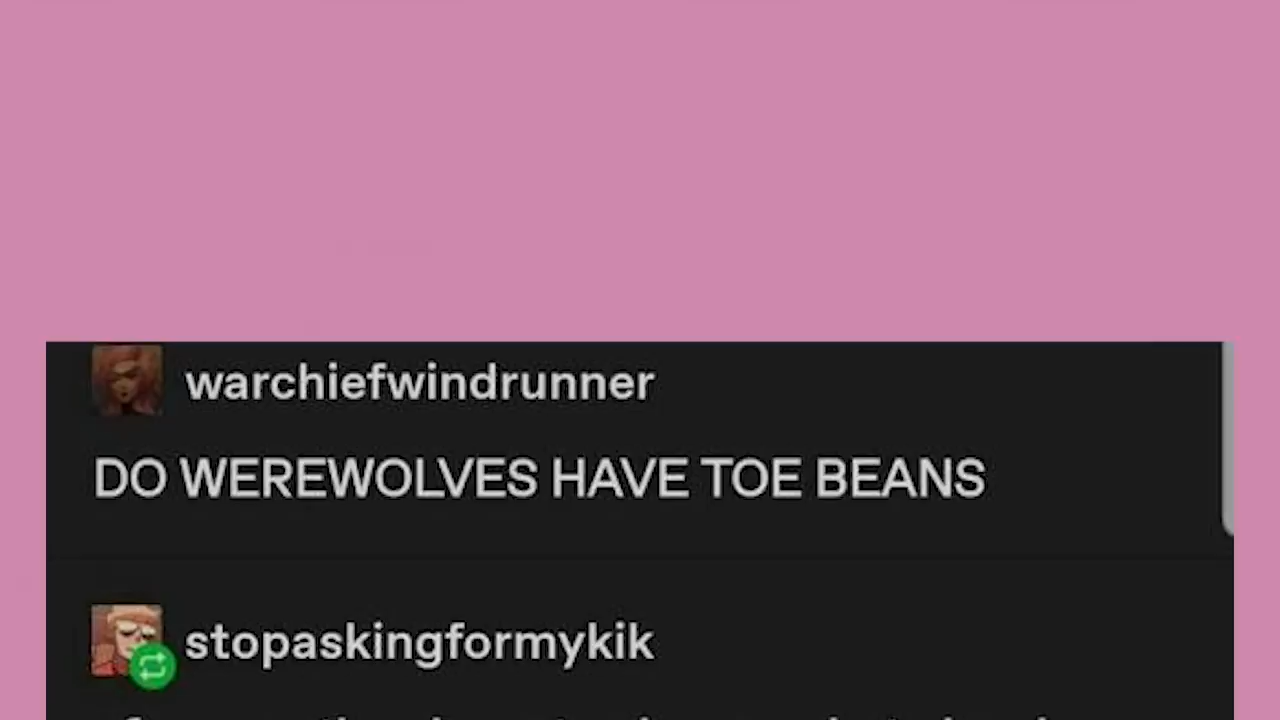 warchiefwindrunner
DO WEREWOLVES HAVE TOE BEANS
stopaskingformykik